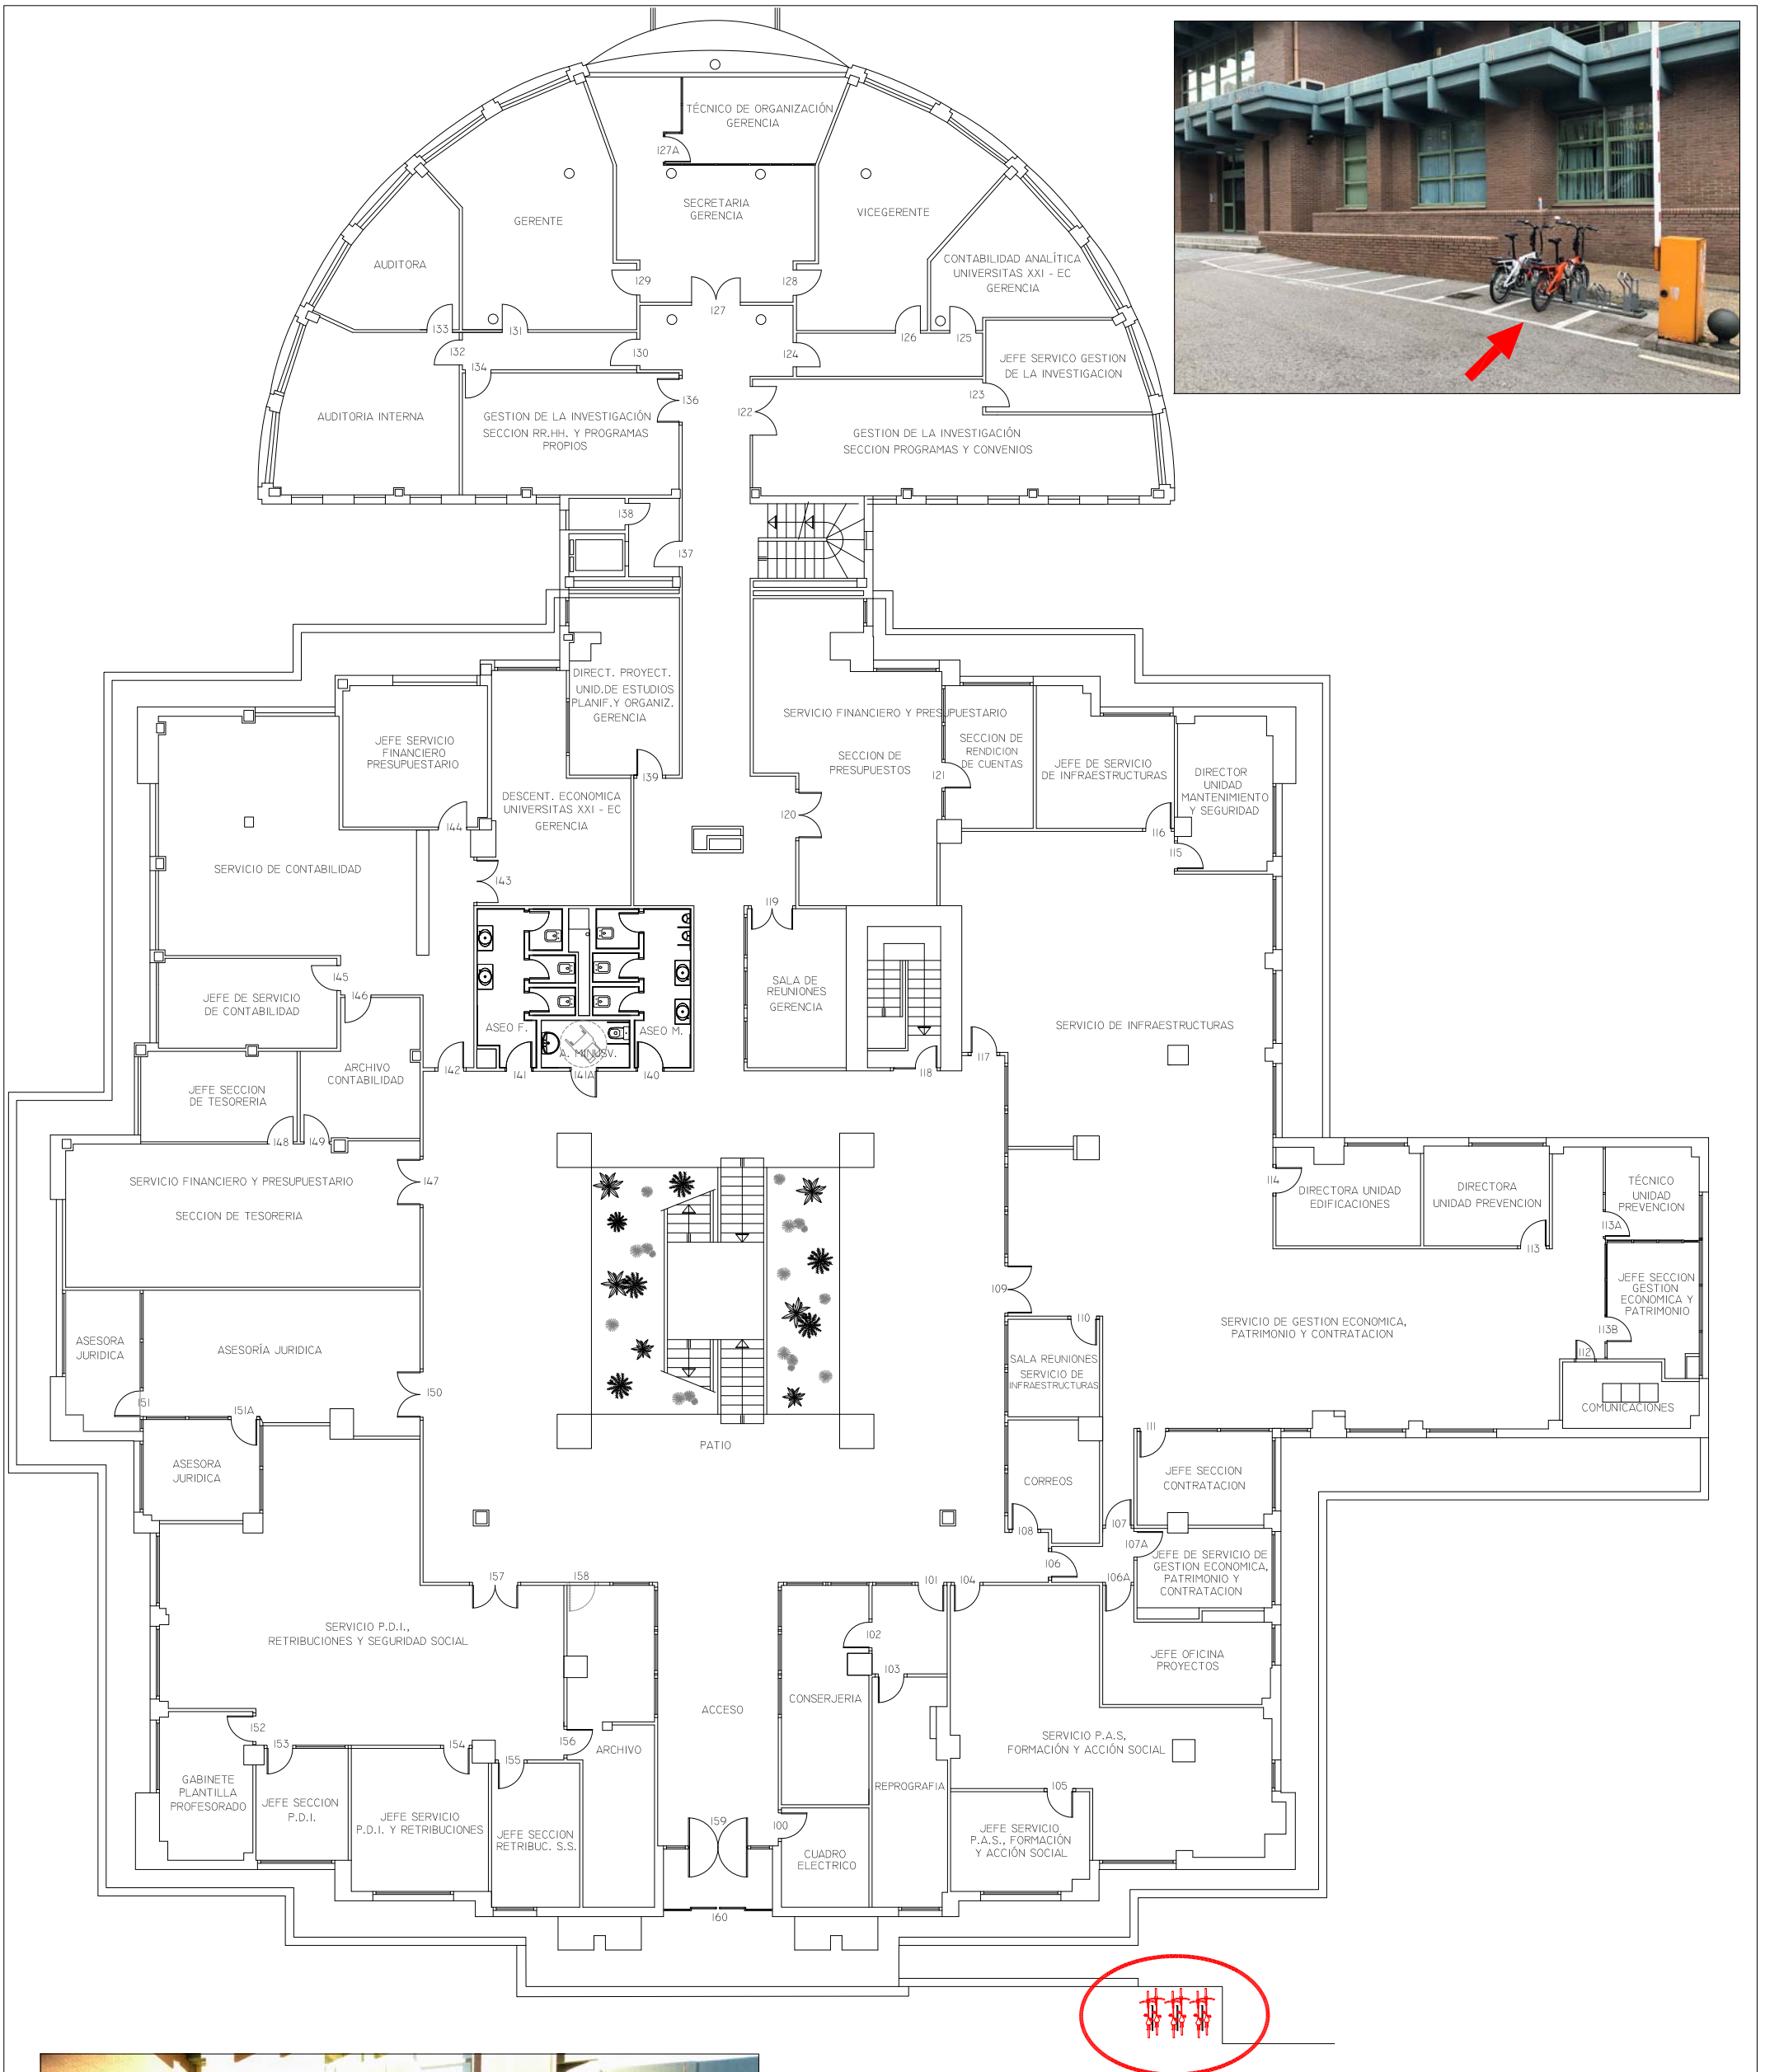 TÉCNICO DE ORGANIZACIÓN
GERENCIA
127A
SECRETARIA
GERENCIA
GERENTE
VICEGERENTE
AUDITORA
CONTABILIDAD ANALÍTICA
UNIVERSITAS XXI - EC
GERENCIA
129
128
127
133
131
126
125
132
130
124
134
JEFE SERVICO GESTION
DE LA INVESTIGACION
123
136
122
AUDITORIA INTERNA
GESTION DE LA INVESTIGACIÓN
SECCION RR.HH. Y PROGRAMAS
PROPIOS
GESTION DE LA INVESTIGACIÓN
SECCION PROGRAMAS Y CONVENIOS
138
137
DIRECT. PROYECT.
UNID.DE ESTUDIOS
PLANIF.Y ORGANIZ.
GERENCIA
139
SERVICIO FINANCIERO Y PRESUPUESTARIO
SECCION DE
PRESUPUESTOS
120
121
SECCION DE
RENDICION
DE CUENTAS
JEFE DE SERVICIO
DE INFRAESTRUCTURAS
116
DIRECTOR
UNIDAD
MANTENIMIENTO
Y SEGURIDAD
115
JEFE SERVICIO
FINANCIERO
PRESUPUESTARIO
144
DESCENT. ECONOMICA
UNIVERSITAS XXI - EC
GERENCIA
143
SERVICIO DE CONTABILIDAD
119
145
146
JEFE DE SERVICIO
DE CONTABILIDAD
SALA DE
REUNIONES
GERENCIA
ASEO F.
ASEO M.
A. MINUSV.
142
141
141A
140
118
117
SERVICIO DE INFRAESTRUCTURAS
ARCHIVO
CONTABILIDAD
JEFE SECCION
DE TESORERIA
148
149
147
SERVICIO FINANCIERO Y PRESUPUESTARIO
SECCION DE TESORERIA
114
DIRECTORA UNIDAD
EDIFICACIONES
DIRECTORA
UNIDAD PREVENCION
113
TÉCNICO
UNIDAD
PREVENCION
113A
JEFE SECCION
GESTION
ECONOMICA Y
PATRIMONIO
113B
112
COMUNICACIONES
109
110
SERVICIO DE GESTION ECONOMICA,
PATRIMONIO Y CONTRATACION
SALA REUNIONES
SERVICIO DE
INFRAESTRUCTURAS
ASESORA
JURIDICA
ASESORÍA JURIDICA
150
151
151A
ASESORA
JURIDICA
PATIO
111
JEFE SECCION
CONTRATACION
CORREOS
108
107
107A
106
106A
JEFE DE SERVICIO DE
GESTION ECONOMICA,
PATRIMONIO Y
CONTRATACION
157
158
101
104
SERVICIO P.D.I.,
RETRIBUCIONES Y SEGURIDAD SOCIAL
102
103
JEFE OFICINA
PROYECTOS
CONSERJERIA
ACCESO
SERVICIO P.A.S,
FORMACIÓN Y ACCIÓN SOCIAL
152
153
154
155
156
ARCHIVO
GABINETE
PLANTILLA
PROFESORADO
JEFE SECCION
P.D.I.
JEFE SERVICIO
P.D.I. Y RETRIBUCIONES
JEFE SECCION
RETRIBUC. S.S.
REPROGRAFIA
105
159
100
CUADRO
ELECTRICO
JEFE SERVICIO
P.A.S., FORMACIÓN
Y ACCIÓN SOCIAL
160